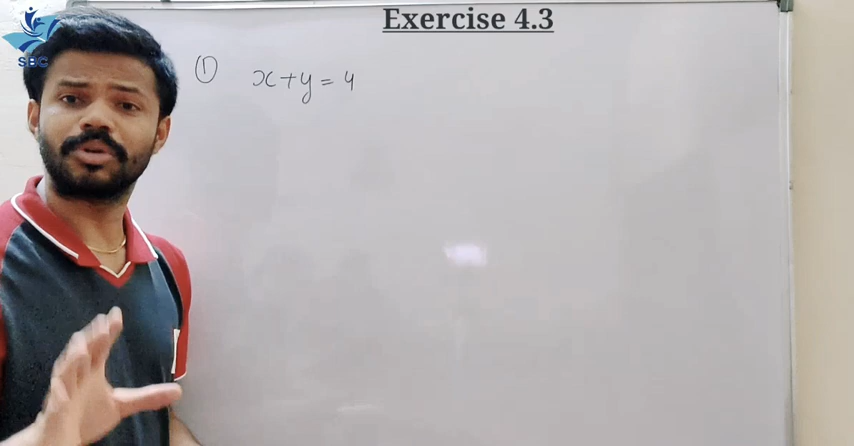 Exercise 4.3
SBC
① x + y = 4